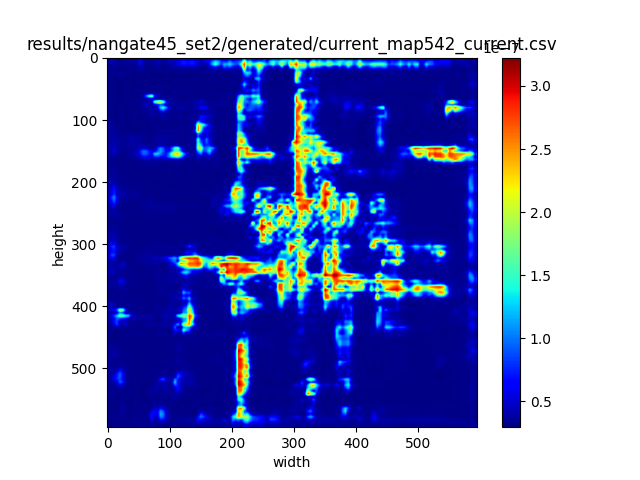 results/nangate45_set2/generated/current_map542_current.csv
1e−7
0
100
200
300
400
500
height
0 100 200 300 400 500
width
3.0
2.5
2.0
1.5
1.0
0.5